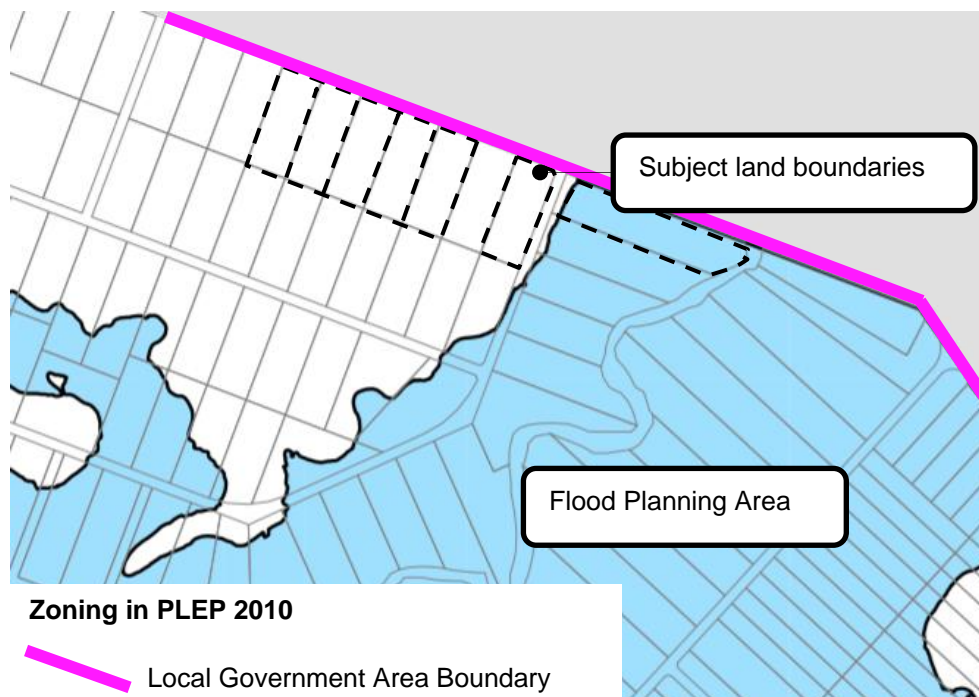 Subject land boundaries
Flood Planning Area
Zoning in PLEP 2010
Local Government Area Boundary